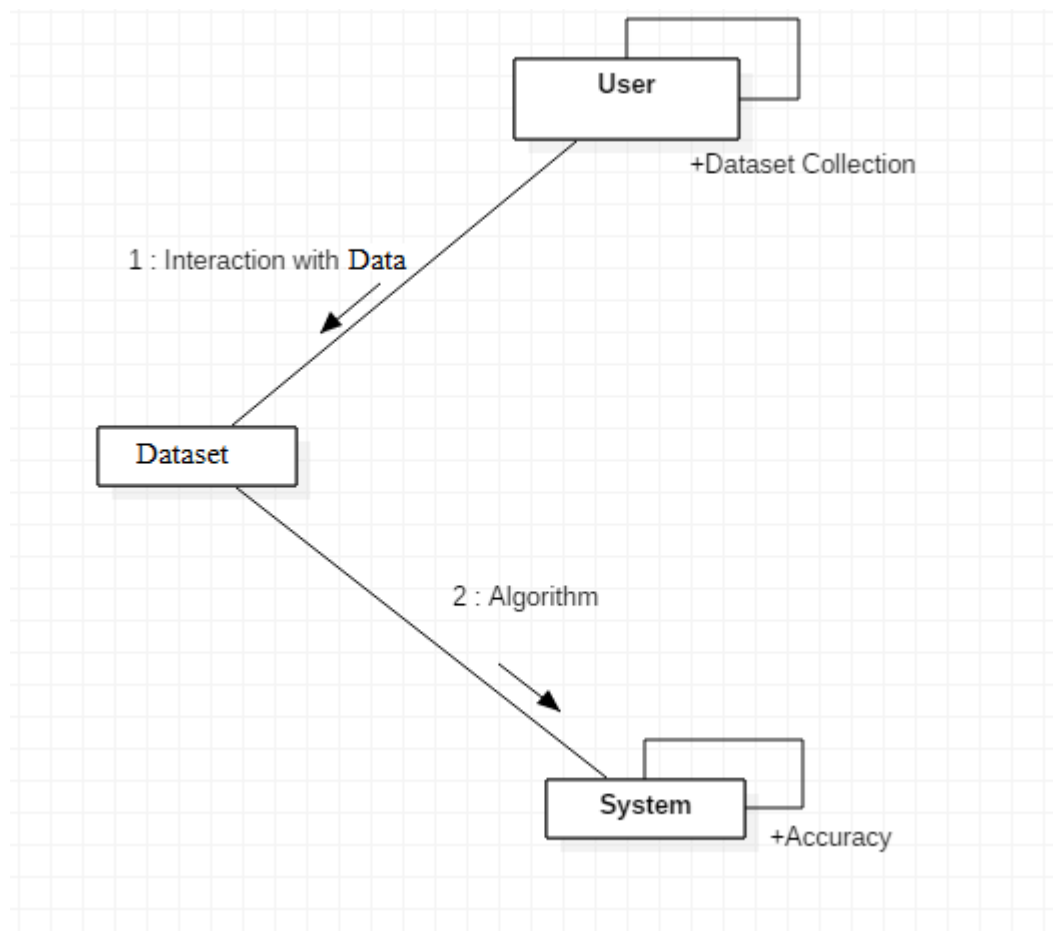 User
+Dataset Collection
1 : Interaction with Data
Dataset
2 : Algorithm
System
+Accuracy